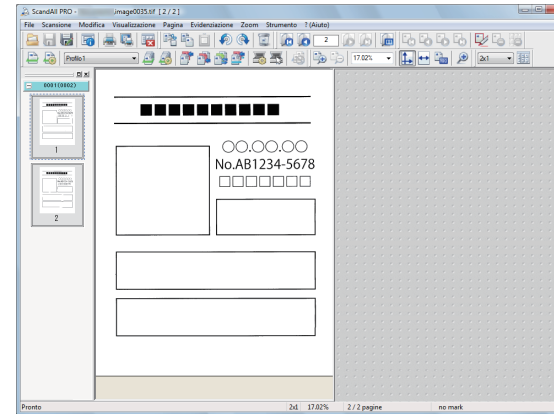 ScandAll PRO - image0035.tif [ 2 / 2 ]
File Scansione Modifica Visualizzazione Pagina Evidenziazione Zoom Strumento ? (Aiuto)
2
Profilo1 17.02% 2x1
0001(0002)
1
2
■■■■■■■■■■
○○.○○.○○
No.AB1234-5678
□□□□□□□
Pronto 2x1 17.02% 2 / 2 pagine no mark